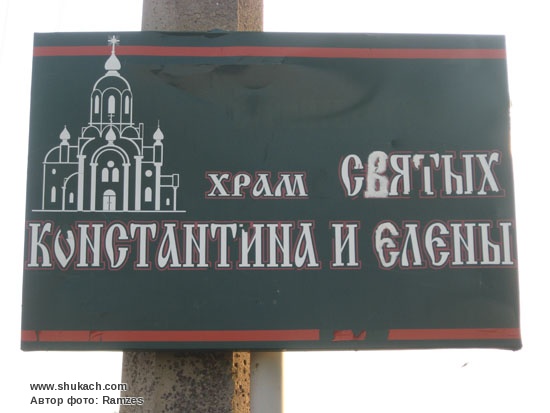 ХРАМ СВЯТЫХ
КОНСТАНТИНА И ЕЛЕНЫ
www.shukach.com
Автор фото: Ramzes